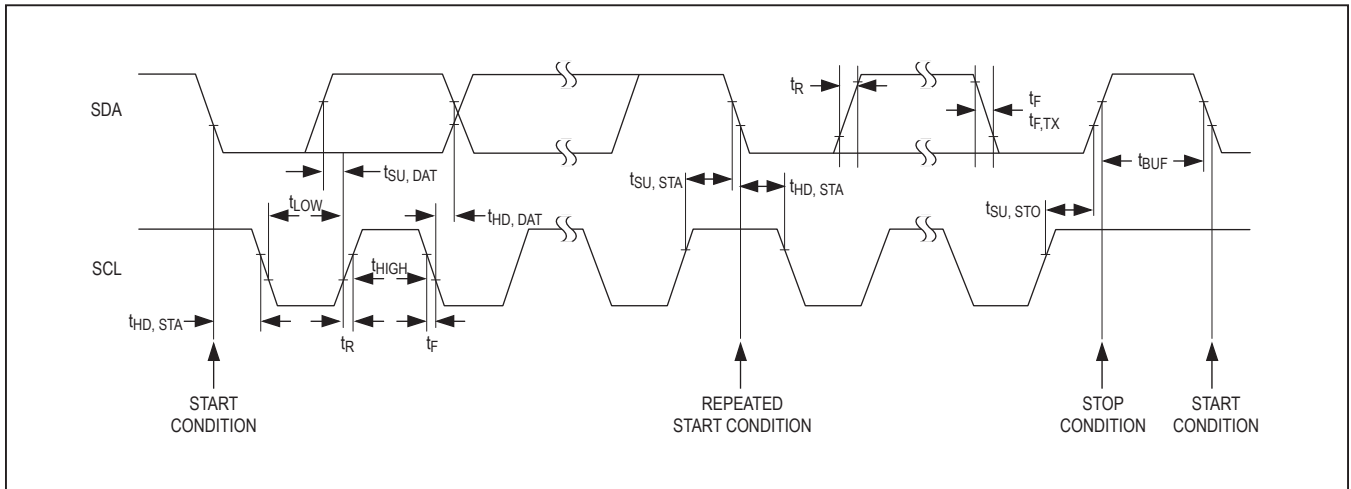 SDA
tR
tF
tF,TX
tSU, DAT
tSU, STA
tHD, STA
tBUF
tLOW
tHD, DAT
tSU, STO
SCL
tHIGH
tHD, STA
tR
tF
START
CONDITION
REPEATED
START CONDITION
STOP
CONDITION
START
CONDITION